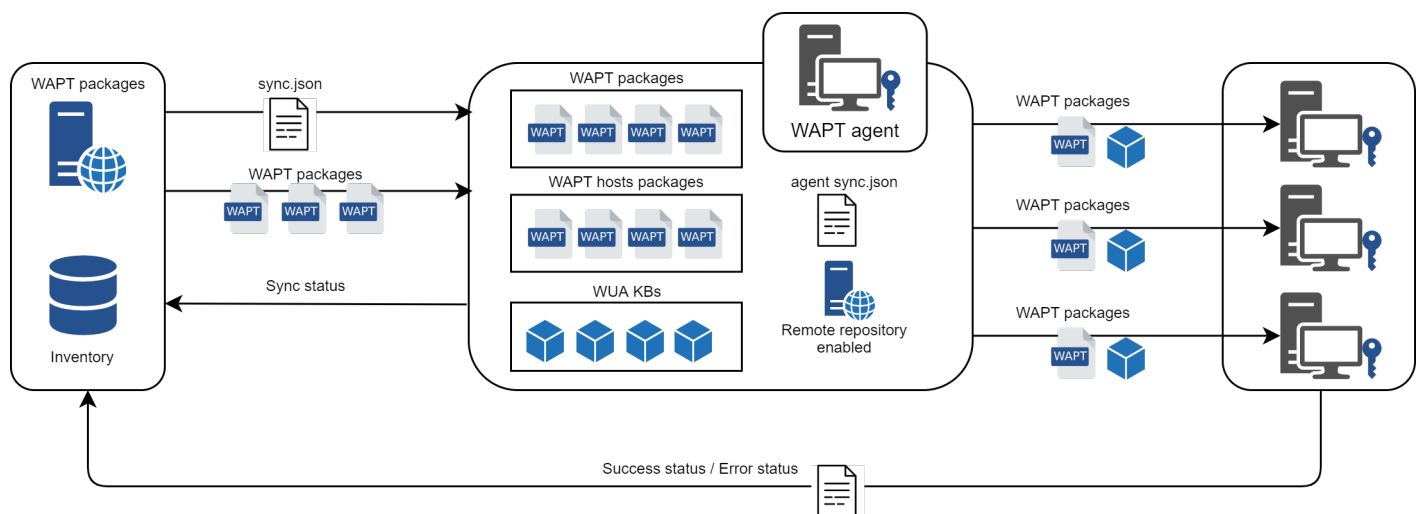 WAPT packages
Inventory
sync.json
WAPT packages
WAPT
WAPT
WAPT
Sync status
WAPT packages
WAPT
WAPT
WAPT
WAPT
WAPT hosts packages
WAPT
WAPT
WAPT
WAPT
WUA KBs
WAPT agent
agent sync.json
Remote repository
enabled
WAPT packages
WAPT
WAPT packages
WAPT
WAPT packages
WAPT
Success status / Error status